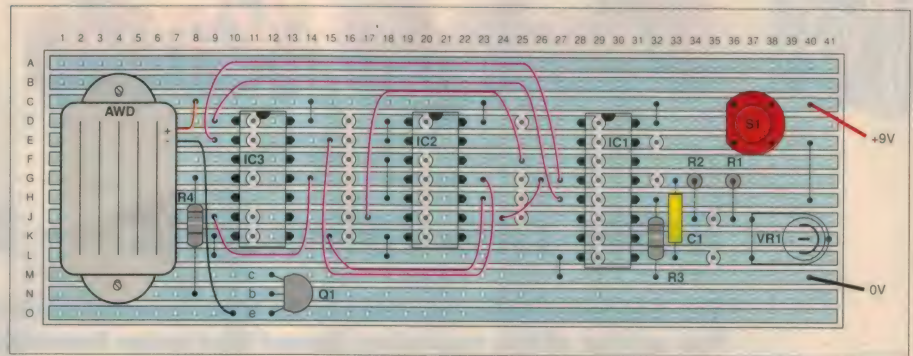 1 2 3 4 5 6 7 8 9 10 11 12 13 14 15 16 17 18 19 20 21 22 23 24 25 26 27 28 29 30 31 32 33 34 35 36 37 38 39 40 41
A
B
C
AWD
D
S1
+
+9V
E
-
IC3
IC2
IC1
F
G
R2
R1
H
R4
J
K
C1
VR1
L
M
c
R3
N
b
Q1
0V
O
e